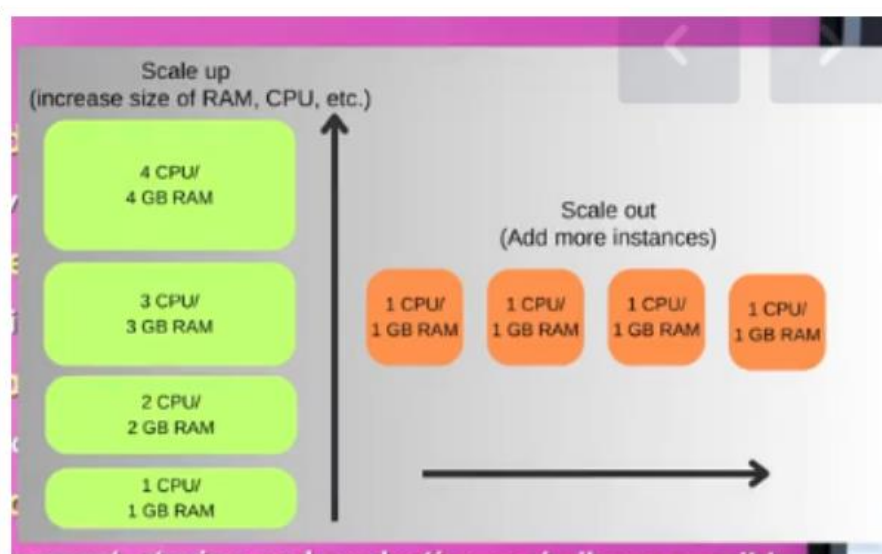 Scale up
(increase size of RAM, CPU, etc.)
4 CPU/
4 GB RAM
3 CPU/
3 GB RAM
2 CPU/
2 GB RAM
1 CPU/
1 GB RAM
Scale out
(Add more instances)
1 CPU/
1 GB RAM
1 CPU/
1 GB RAM
1 CPU/
1 GB RAM
1 CPU/
1 GB RAM